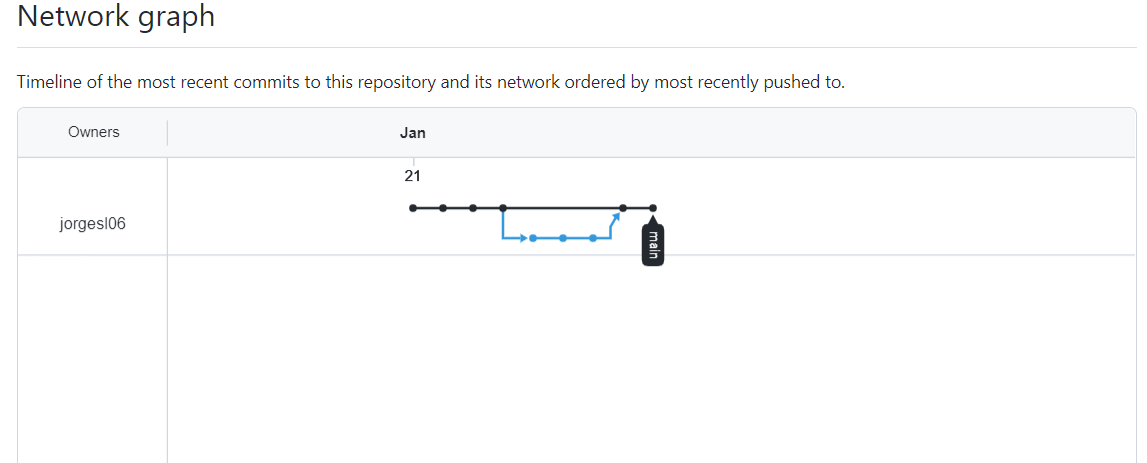 Network graph
Timeline of the most recent commits to this repository and its network ordered by most recently pushed to.
Owners
Jan
21
jorgesl06
main